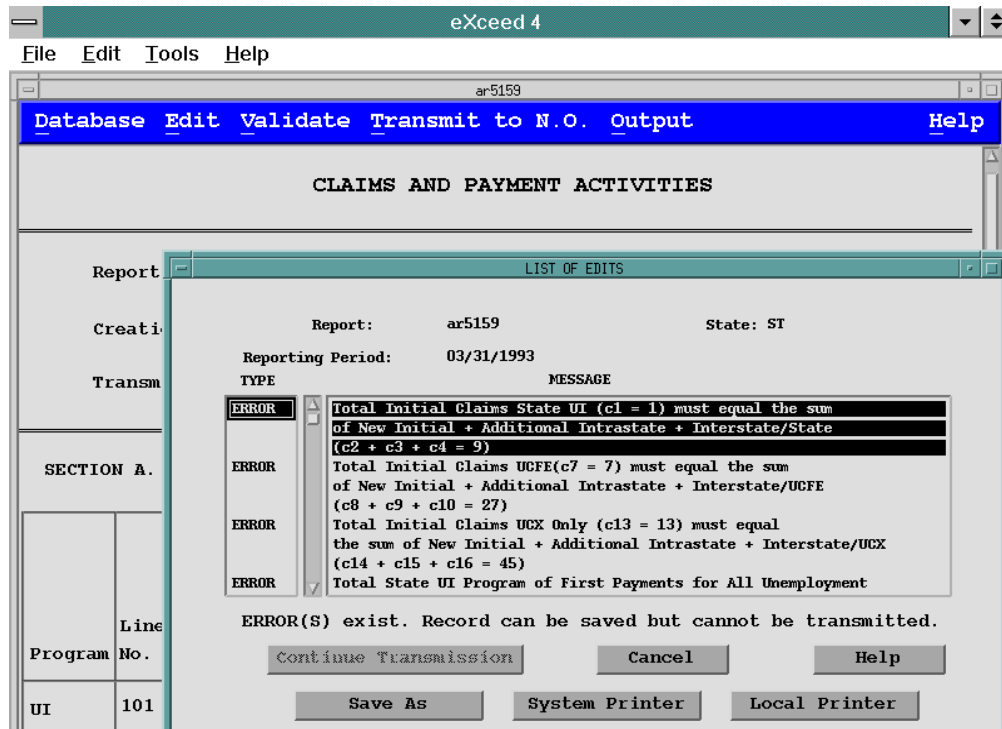 eXceed 4
File Edit Tools Help
ar5159
Database Edit Validate Transmit to N.O. Output Help
CLAIMS AND PAYMENT ACTIVITIES
Report
LIST OF EDITS
Report: ar5159 State: ST
Creati
Reporting Period: 03/31/1993
Transm
TYPE MESSAGE
ERROR Total Initial Claims State UI (c1 = 1) must equal the sum
of New Initial + Additional Intrastate + Interstate/State
(c2 + c3 + c4 = 9)
SECTION A.
ERROR Total Initial Claims UCFE(c7 = 7) must equal the sum
of New Initial + Additional Intrastate + Interstate/UCFE
(c8 + c9 + c10 = 27)
ERROR Total Initial Claims UCX Only (c13 = 13) must equal
the sum of New Initial + Additional Intrastate + Interstate/UCX
(c14 + c15 + c16 = 45)
ERROR Total State UI Program of First Payments for All Unemployment
ERROR(S) exist. Record can be saved but cannot be transmitted.
Line
Program No.
Continue Transmission Cancel Help
Save As System Printer Local Printer
UI 101